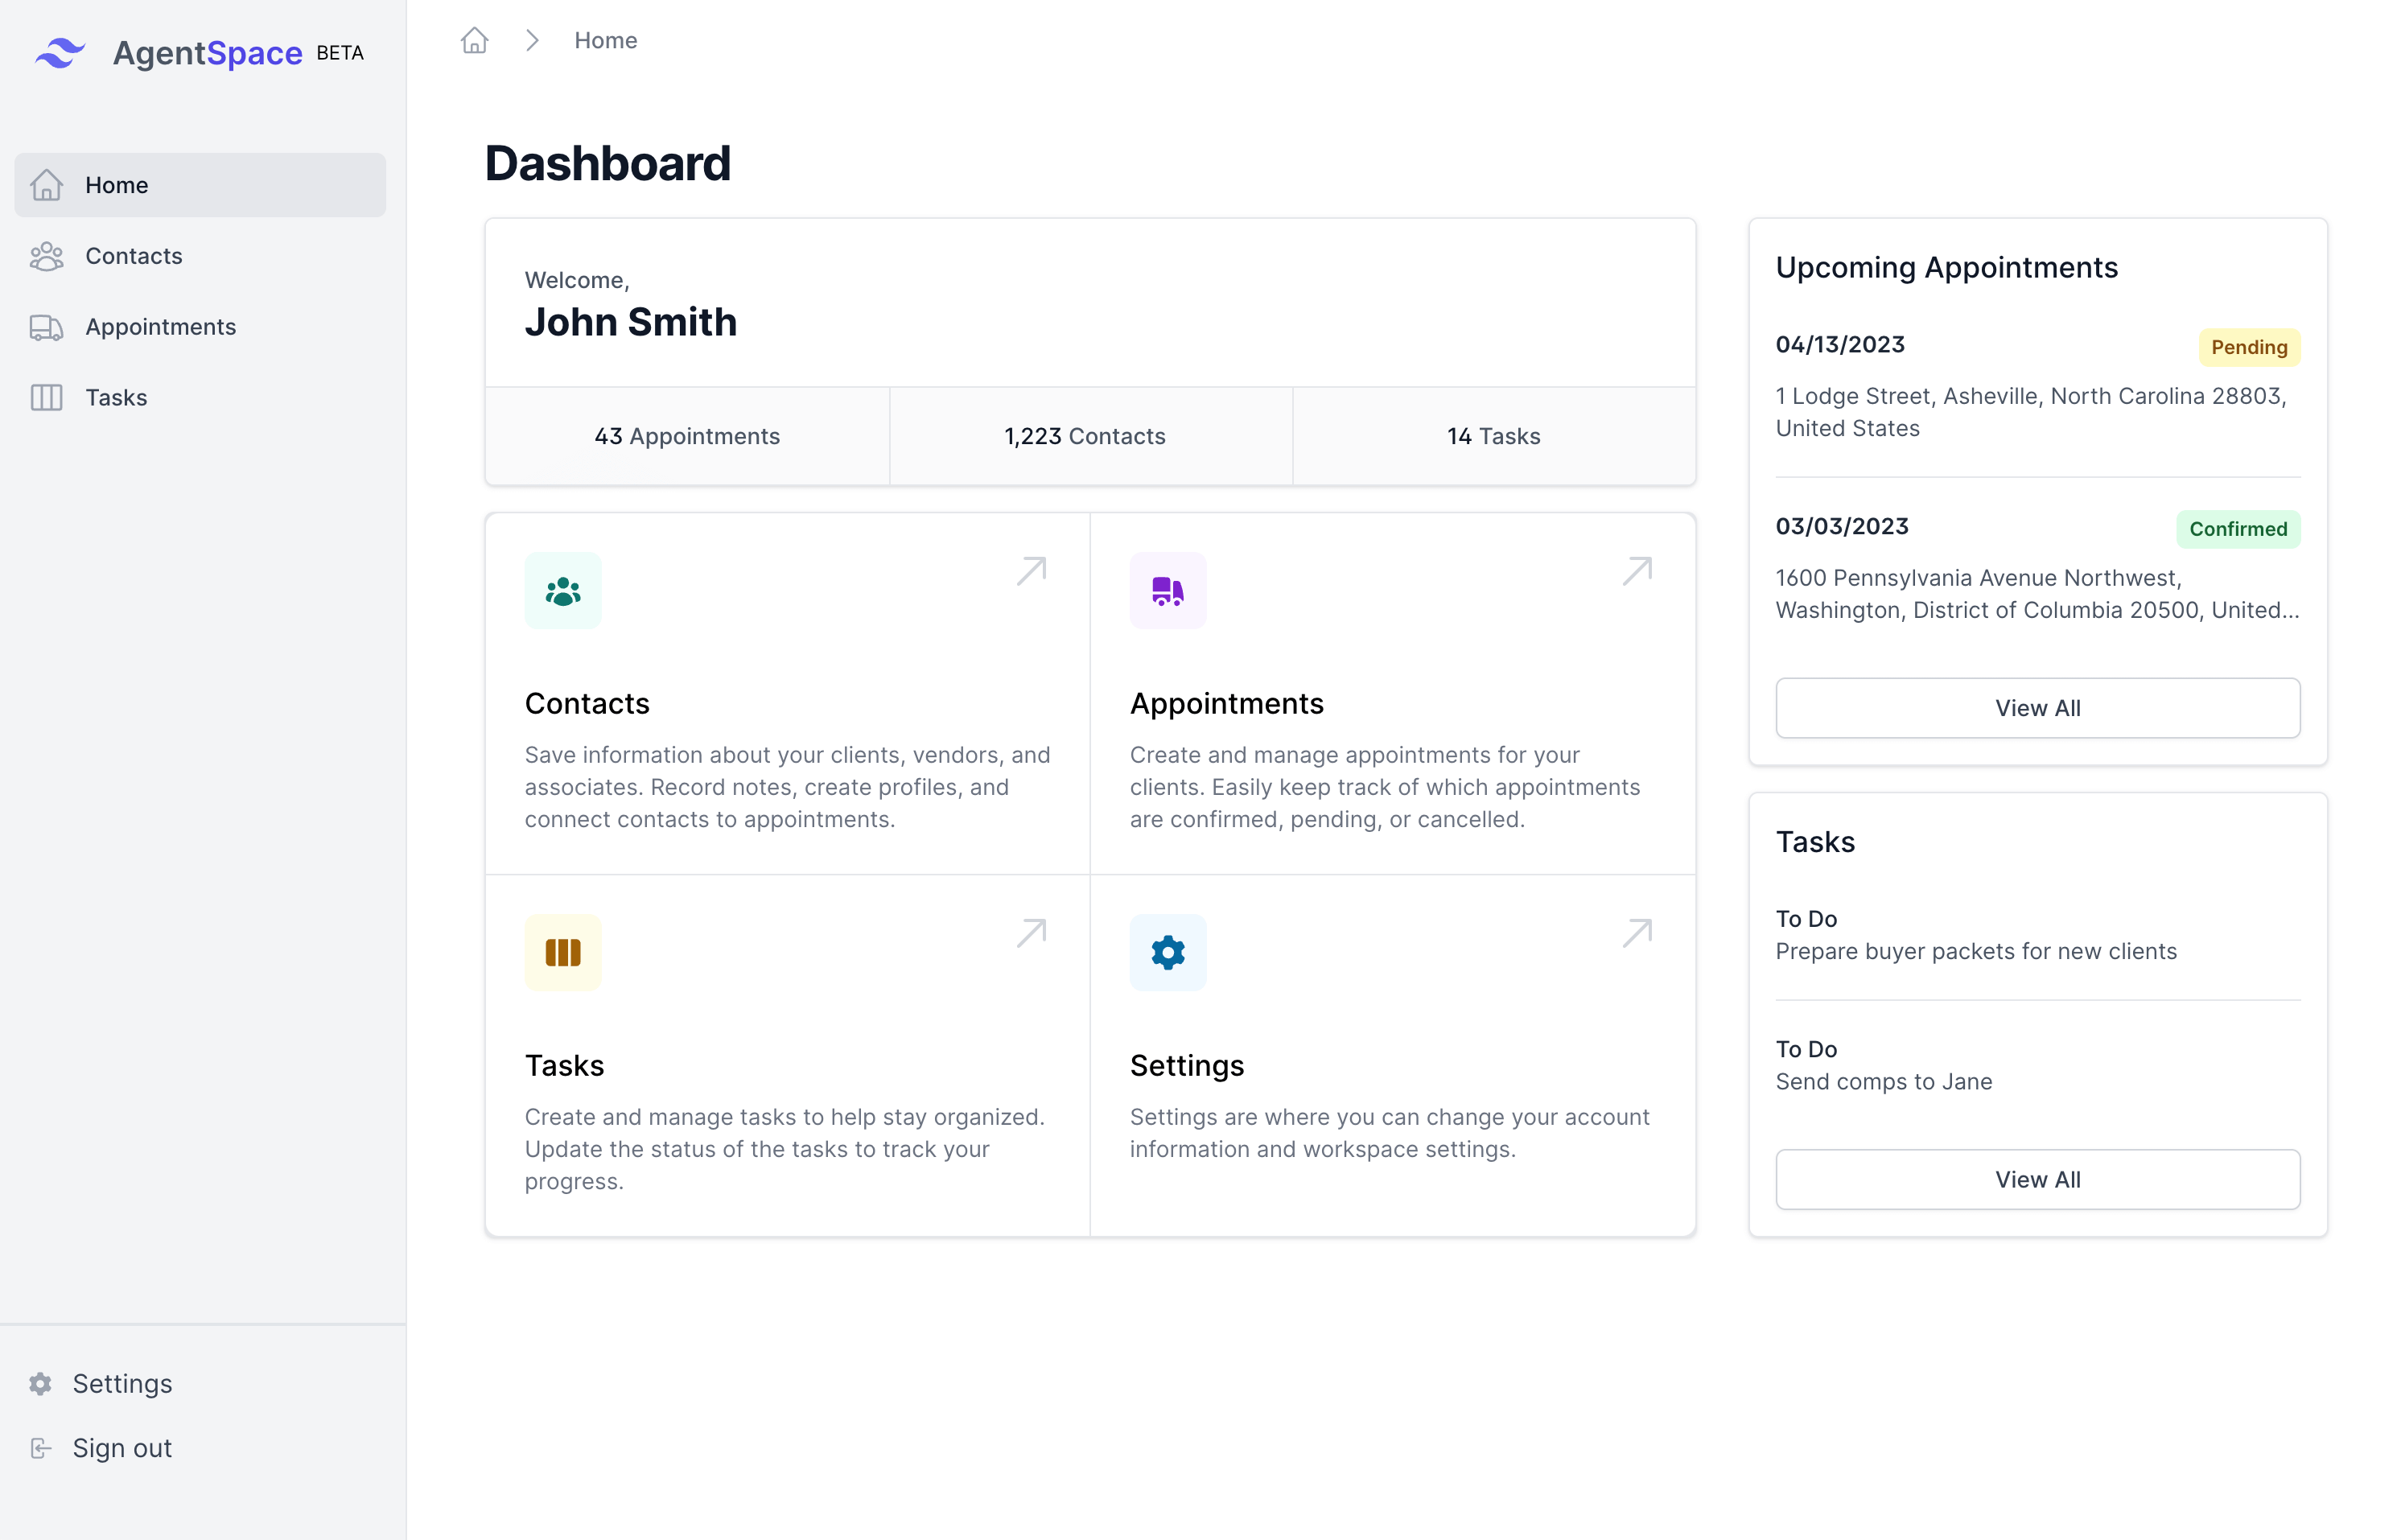 AgentSpace BETA
Home
Contacts
Appointments
Tasks
Settings
Sign out
Home
Dashboard
Welcome,
John Smith
43 Appointments
1,223 Contacts
14 Tasks
Contacts
Save information about your clients, vendors, and
associates. Record notes, create profiles, and
connect contacts to appointments.
Appointments
Create and manage appointments for your
clients. Easily keep track of which appointments
are confirmed, pending, or cancelled.
Tasks
Create and manage tasks to help stay organized.
Update the status of the tasks to track your
progress.
Settings
Settings are where you can change your account
information and workspace settings.
Upcoming Appointments
04/13/2023
Pending
1 Lodge Street, Asheville, North Carolina 28803,
United States
03/03/2023
Confirmed
1600 Pennsylvania Avenue Northwest,
Washington, District of Columbia 20500, United...
View All
Tasks
To Do
Prepare buyer packets for new clients
To Do
Send comps to Jane
View All